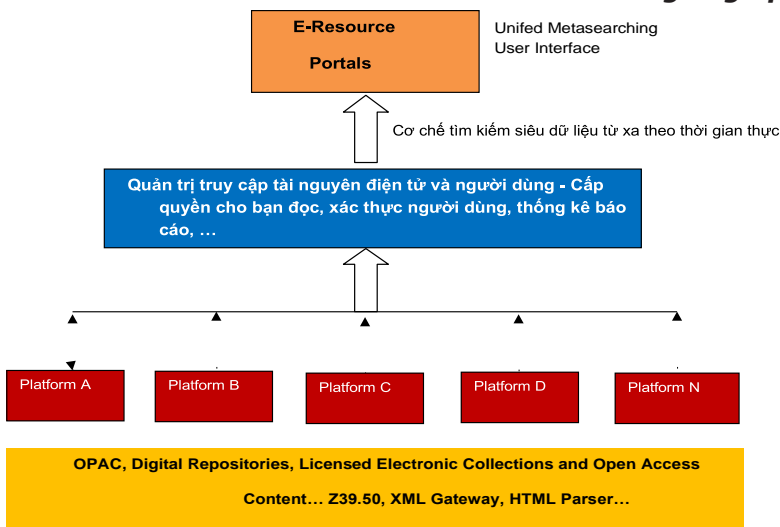 E-Resource
Portals
Unifed Metasearching
User Interface
Cơ chế tìm kiếm siêu dữ liệu từ xa theo thời gian thực
Quản trị truy cập tài nguyên điện tử và người dùng - Cấp
quyền cho bạn đọc, xác thực người dùng, thống kê báo
cáo, ...
Platform A
Platform B
Platform C
Platform D
Platform N
OPAC, Digital Repositories, Licensed Electronic Collections and Open Access
Content... Z39.50, XML Gateway, HTML Parser...